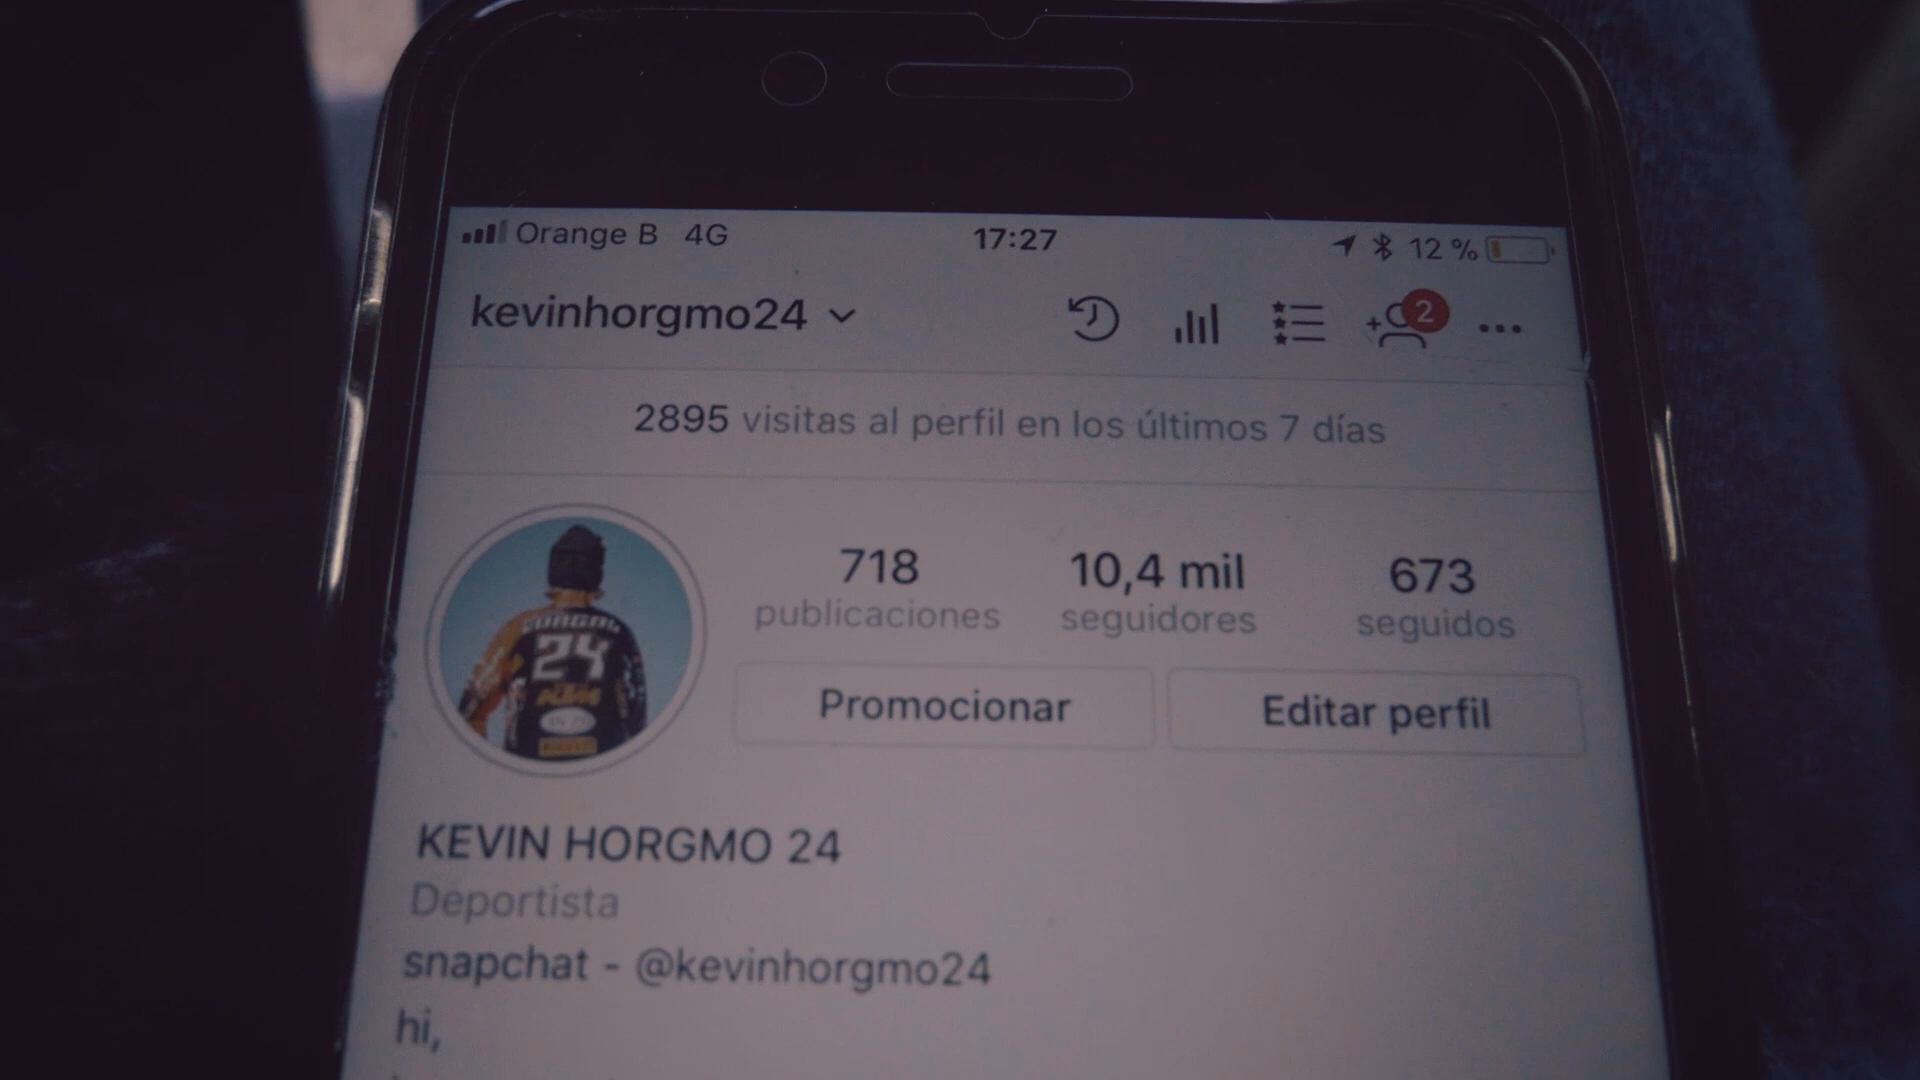 Orange B 4G 17:27 12 %
kevinhorgmo24 2
2895 visitas al perfil en los últimos 7 días
718 10,4 mil 673
publicaciones seguidores seguidos
24
Promocionar Editar perfil
KEVIN HORGMO 24
Deportista
snapchat - @kevinhorgmo24
hi,